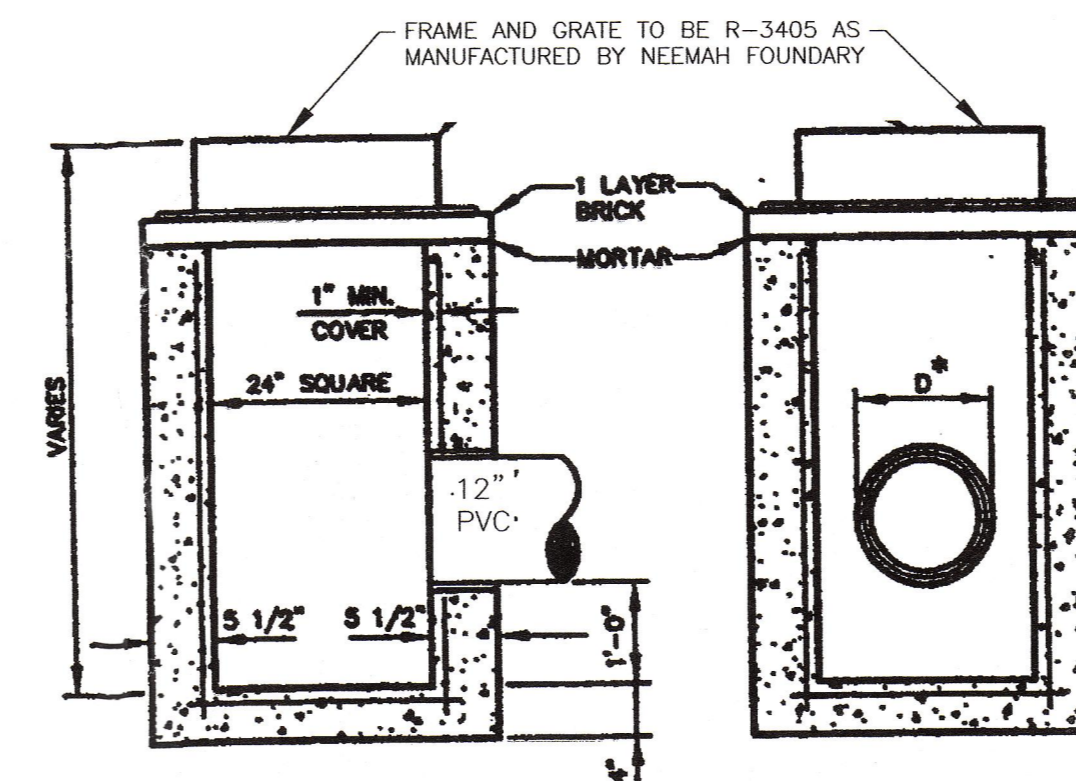 FRAME AND GRATE TO BE R-3405 AS
MANUFACTURED BY NEEMAH FOUNDARY
1 LAYER
BRICK
MORTAR
1" MIN.
COVER
24" SQUARE
VARIES
D*
12"
PVC
5 1/2" 5 1/2"
1'-0"